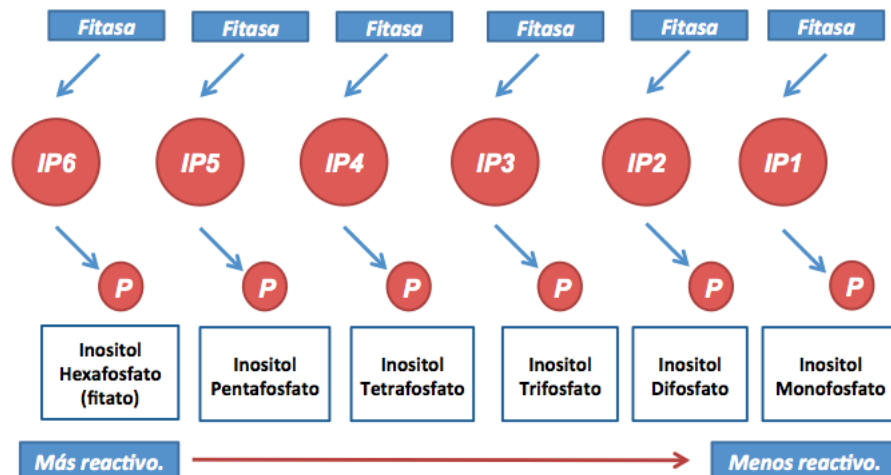 Fitasa Fitasa Fitasa Fitasa Fitasa Fitasa
IP6 IP5 IP4 IP3 IP2 IP1
P P P P P P
Inositol
Hexafosfato
(fitato)
Inositol
Pentafosfato
Inositol
Tetrafosfato
Inositol
Trifosfato
Inositol
Difosfato
Inositol
Monofosfato
Más reactivo. Menos reactivo.